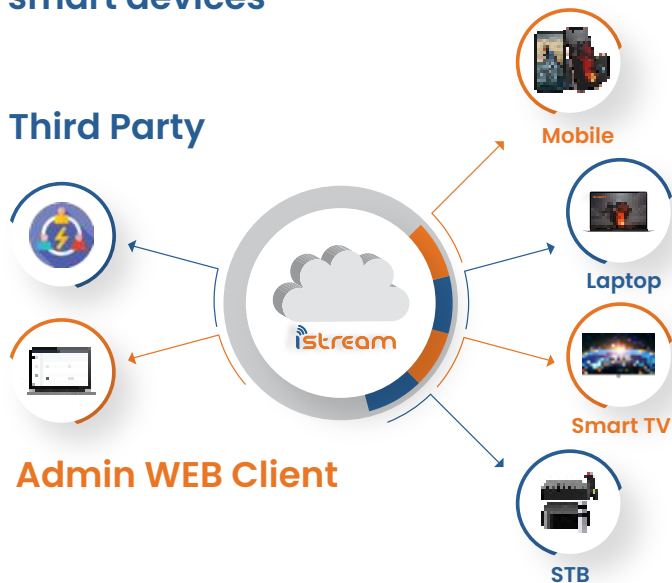 smart devices
Mobile
Third Party
Laptop
istream
Smart TV
Admin WEB Client
STB